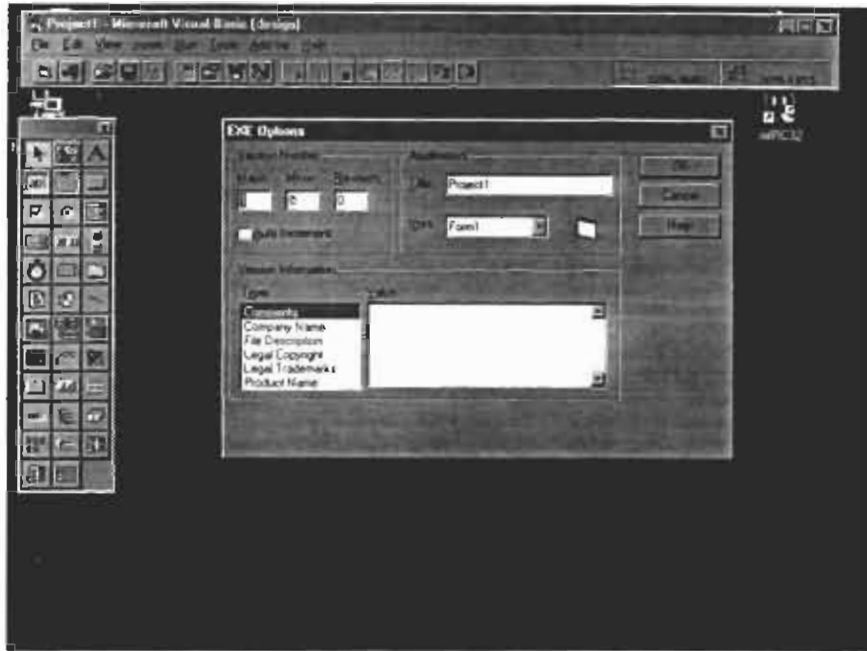 Project1 - Microsoft Visual Basic [design]
File Edit View Run Tools Add-Ins Help
mIRC32
EXE Options
Version Number
Major Minor Revision
0 0
Auto Increment
Application
Title: Project1
Icon: Form1
OK
Cancel
Help
Version Information
Type Value
Comments
Company Name
File Description
Legal Copyright
Legal Trademarks
Product Name